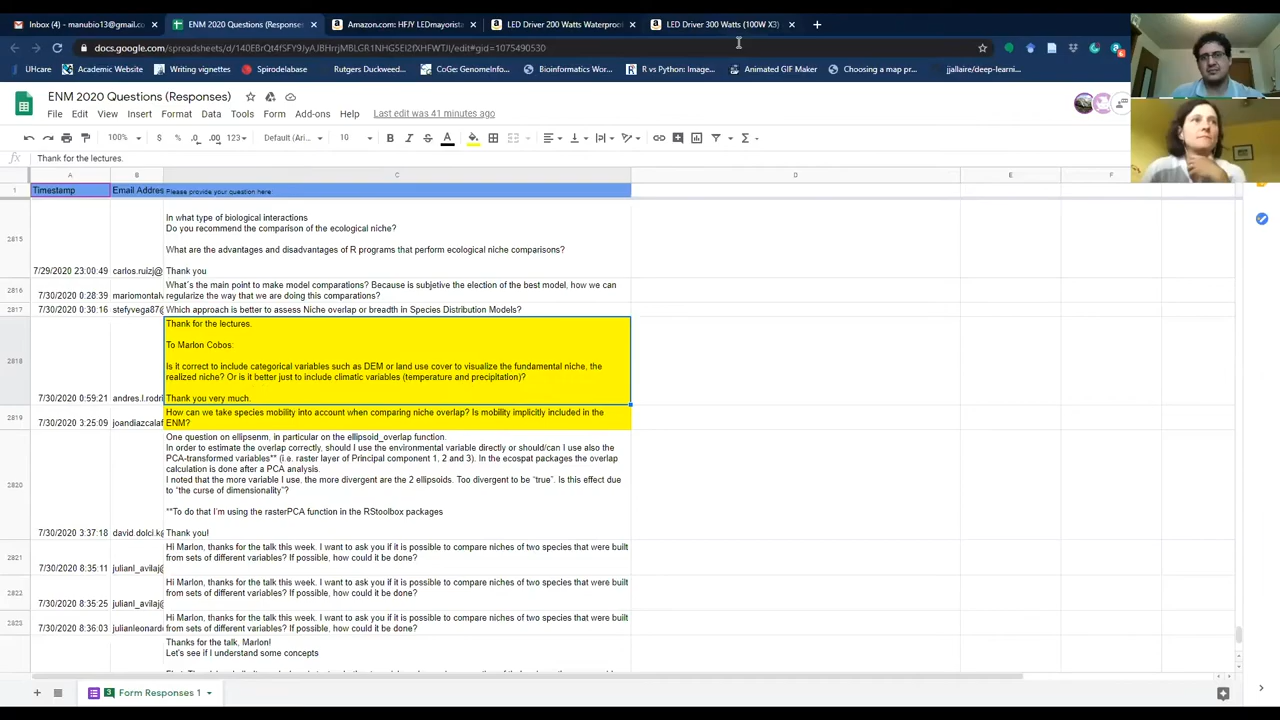 Inbox - manubio13@gmail.co
ENM 2020 Questions (Responses
Amazon.com: HFJY LEDmayorista
LED Driver 200 Watts Waterproof
LED Driver 300 Watts (100W X3)
UHcare
Academic Website
Writing vignettes
Spirodelabase
Rutgers Duckweed...
CoGe: GenomeInfo...
Bioinformatics Wor...
R vs Python: Image...
Animated GIF Maker
Choosing a map pr...
jjallaire/deep-learni...
ENM 2020 Questions (Responses)
File Edit View Insert Format Data Tools Form Add-ons Help Last edit was 41 minutes ago
100% $ % .0 .00 123 Default (Ari... 10
fx Thank for the lectures.
A B C D E F
1 Timestamp Email Addres Please provide your question here
In what type of biological interactions
Do you recommend the comparison of the ecological niche?
2815
What are the advantages and disadvantages of R programs that perform ecological niche comparisons?
7/29/2020 23:00:49 carlos.ruizj@ Thank you
What´s the main point to make model comparisons? Because is subjetive the election of the best model, how we can
2816
7/30/2020 0:28:39 mariomontalv regularize the way that we are doing this comparations?
2817 7/30/2020 0:30:16 stefyvega87@ Which approach is better to assess Niche overlap or breadth in Species Distribution Models?
Thank for the lectures.
To Marlon Cobos:
2818
Is it correct to include categorical variables such as DEM or land use cover to visualize the fundamental niche, the
realized niche? Or is it better just to include climatic variables (temperature and precipitation)?
7/30/2020 0:59:21 andres.l.rodri Thank you very much.
How can we take species mobility into account when comparing niche overlap? Is mobility implicitly included in the
2819
7/30/2020 3:25:09 joandiazcalaf ENM?
One question on ellipsenm, in particular on the ellipsoid_overlap function.
In order to estimate the overlap correctly, should I use the environmental variable directly or should/can I use also the
PCA-transformed variables** (i.e. raster layer of Principal component 1, 2 and 3). In the ecospat packages the overlap
calculation is done after a PCA analysis.
I noted that the more variable I use, the more divergent are the 2 ellipsoids. Too divergent to be "true". Is this effect due
2820
to "the curse of dimensionality"?
**To do that I'm using the rasterPCA function in the RStoolbox packages
7/30/2020 3:37:18 david.dolci.k@ Thank you!
Hi Marlon, thanks for the talk this week. I want to ask you if it is possible to compare niches of two species that were built
2821
from sets of different variables? If possible, how could it be done?
7/30/2020 8:35:11 julianl_avilaj@
Hi Marlon, thanks for the talk this week. I want to ask you if it is possible to compare niches of two species that were built
2822
from sets of different variables? If possible, how could it be done?
7/30/2020 8:35:25 julianl_avilaj@
Hi Marlon, thanks for the talk this week. I want to ask you if it is possible to compare niches of two species that were built
2823
7/30/2020 8:36:03 julianleonard from sets of different variables? If possible, how could it be done?
Thanks for the talk, Marlon!
Let's see if I understand some concepts
3 Form Responses 1